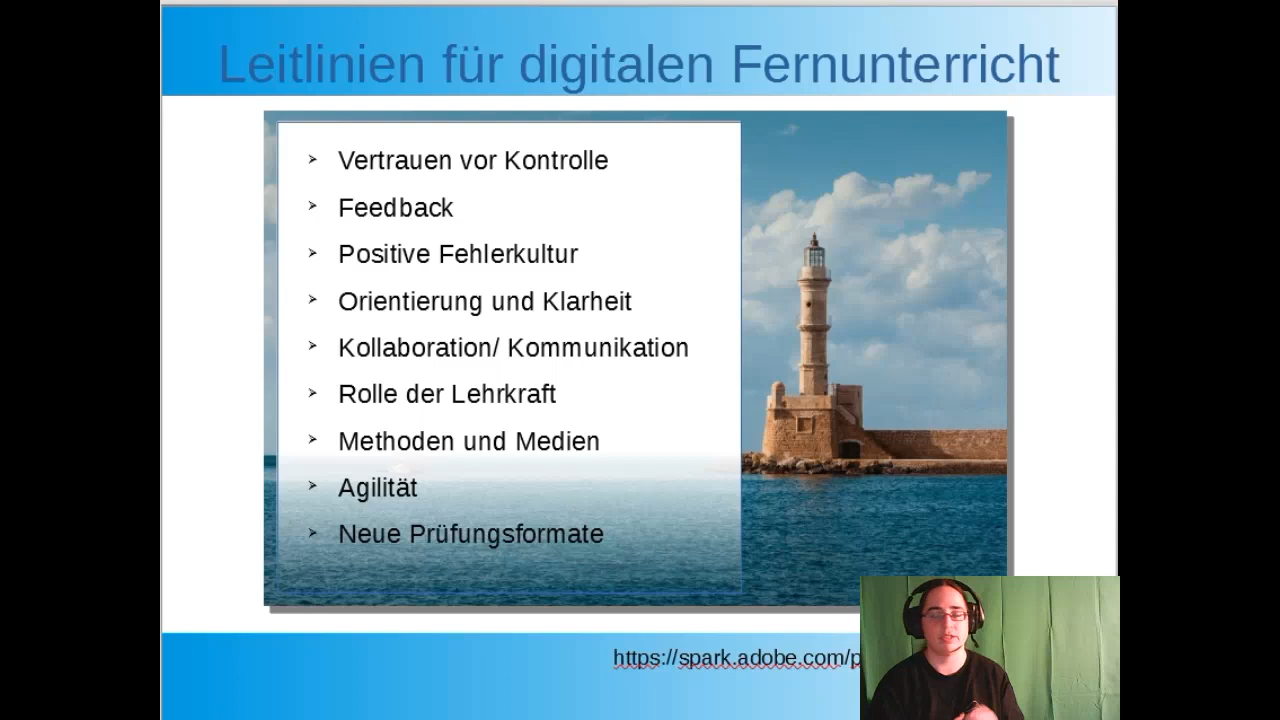 Leitlinien für digitalen Fernunterricht
Vertrauen vor Kontrolle
Feedback
Positive Fehlerkultur
Orientierung und Klarheit
Kollaboration/ Kommunikation
Rolle der Lehrkraft
Methoden und Medien
Agilität
Neue Prüfungsformate
https://spark.adobe.com/p